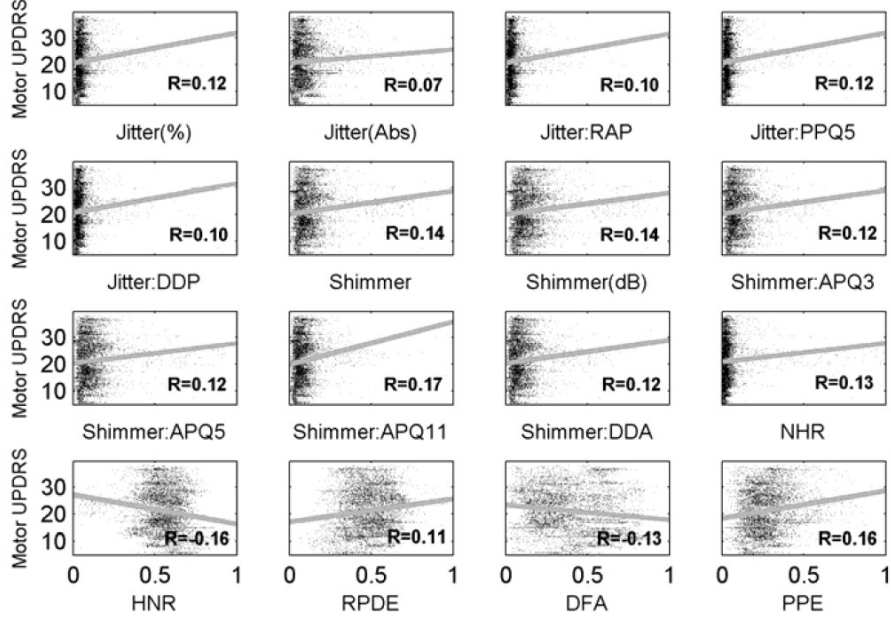 Motor UPDRS
30
20
10
R=0.12
R=0.07
R=0.10
R=0.12
Jitter(%)
Jitter(Abs)
Jitter:RAP
Jitter:PPQ5
Motor UPDRS
30
20
10
R=0.10
R=0.14
R=0.14
R=0.12
Jitter:DDP
Shimmer
Shimmer(dB)
Shimmer:APQ3
Motor UPDRS
30
20
10
R=0.12
R=0.17
R=0.12
R=0.13
Shimmer:APQ5
Shimmer:APQ11
Shimmer:DDA
NHR
Motor UPDRS
30
20
10
R=-0.16
R=0.11
R=-0.13
R=0.16
0 0.5 1
0 0.5 1
0 0.5 1
0 0.5 1
HNR
RPDE
DFA
PPE